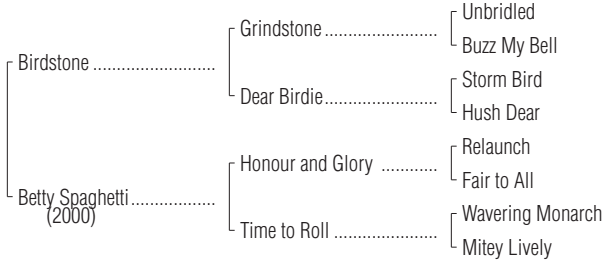 Unbridled
Grindstone
Buzz My Bell
Birdstone
Storm Bird
Dear Birdie
Hush Dear
Relaunch
Honour and Glory
Fair to All
Betty Spaghetti
(2000)
Wavering Monarch
Time to Roll
Mitey Lively